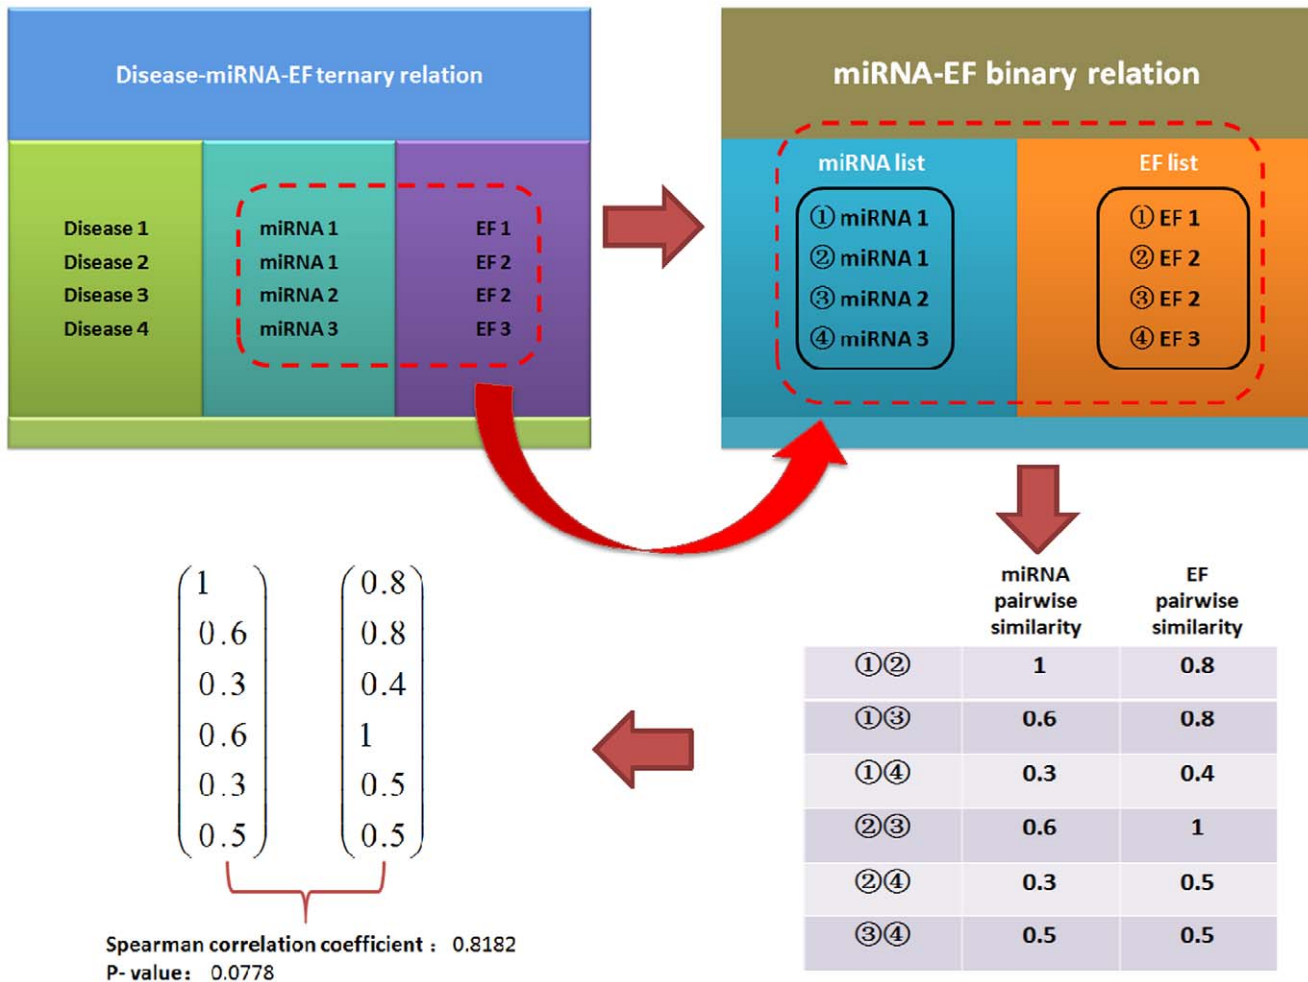 Disease-miRNA-EF ternary relation
Disease 1 miRNA 1 EF 1
Disease 2 miRNA 1 EF 2
Disease 3 miRNA 2 EF 2
Disease 4 miRNA 3 EF 3
miRNA-EF binary relation
miRNA list EF list
① miRNA 1 ① EF 1
② miRNA 1 ② EF 2
③ miRNA 2 ③ EF 2
④ miRNA 3 ④ EF 3
miRNA pairwise similarity EF pairwise similarity
①② 1 0.8
①③ 0.6 0.8
①④ 0.3 0.4
②③ 0.6 1
②④ 0.3 0.5
③④ 0.5 0.5
1 0.8
0.6 0.8
0.3 0.4
0.6 1
0.3 0.5
0.5 0.5
Spearman correlation coefficient： 0.8182
P- value： 0.0778